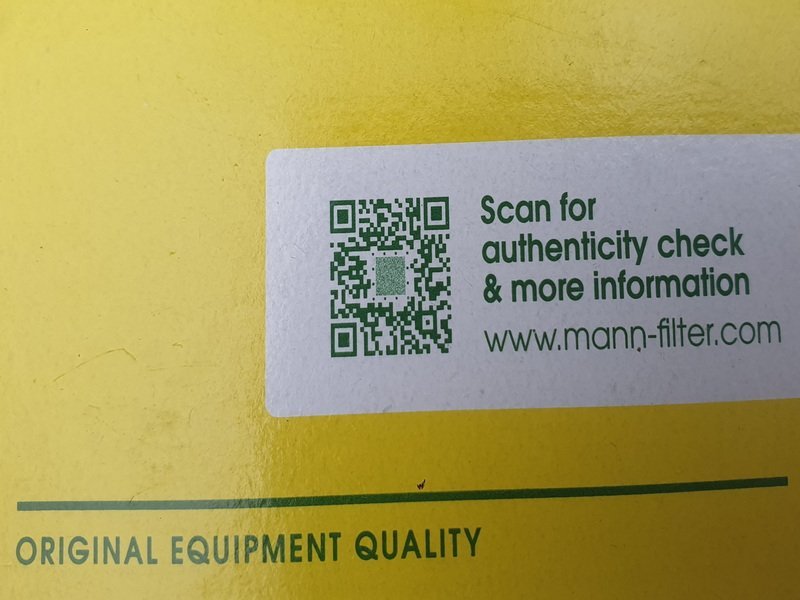 Scan for
authenticity check
& more information
www.mann-filter.com
ORIGINAL EQUIPMENT QUALITY